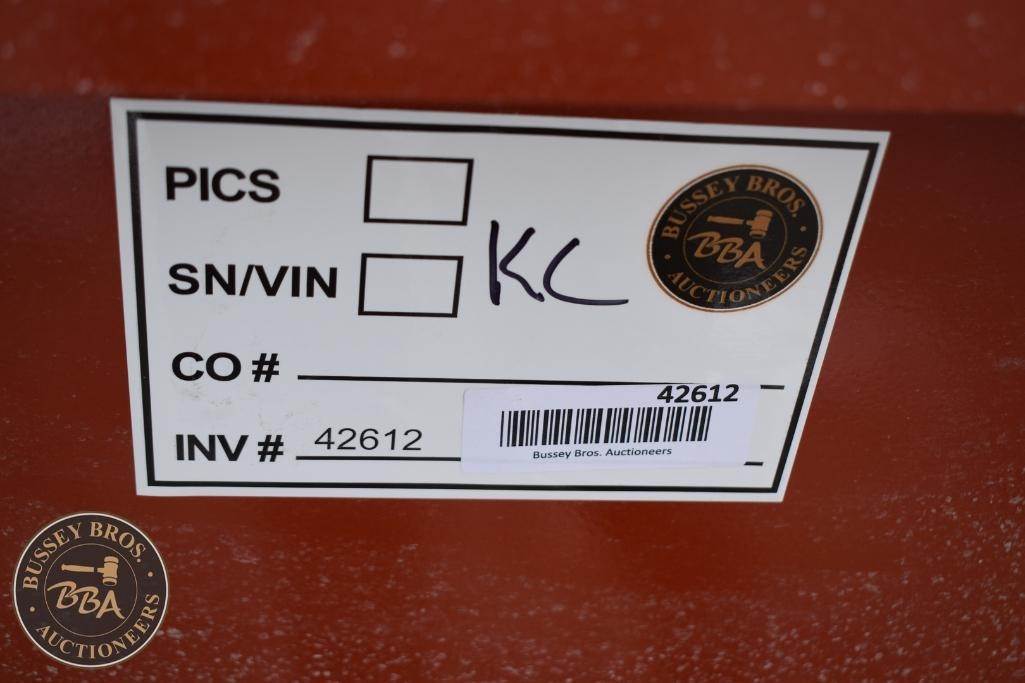 PICS
SN/VIN
KC
BUSSEY BROS.
BBA
AUCTIONEERS
CO #
INV # 42612
42612
Bussey Bros. Auctioneers
BUSSEY BROS.
BBA
AUCTIONEERS